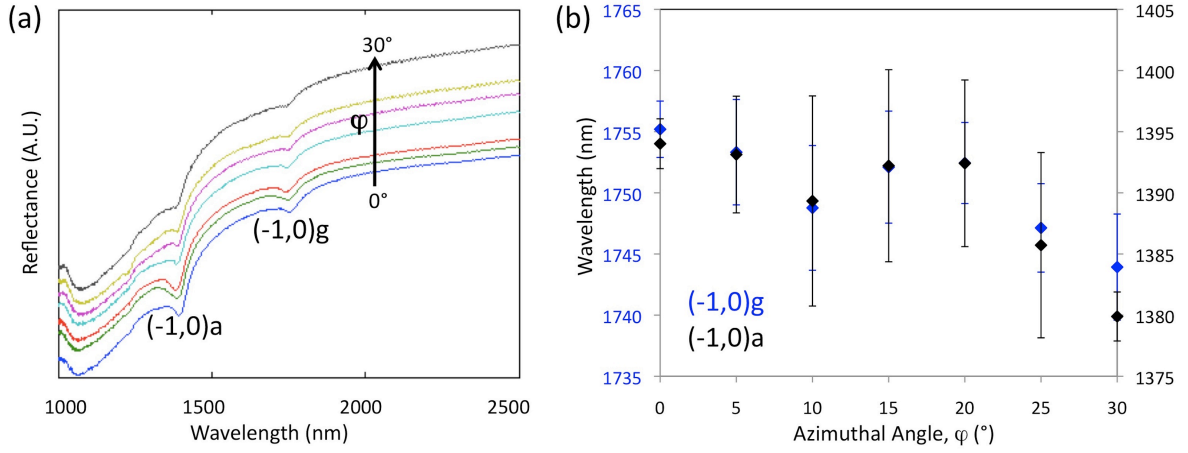 (a)
Reflectance (A.U.)
30°
φ
0°
(-1,0)g
(-1,0)a
1000 1500 2000 2500
Wavelength (nm)
(b)
Wavelength (nm)
1765
1760
1755
1750
1745
1740
1735
1405
1400
1395
1390
1385
1380
1375
(-1,0)g
(-1,0)a
0 5 10 15 20 25 30
Azimuthal Angle, φ (°)